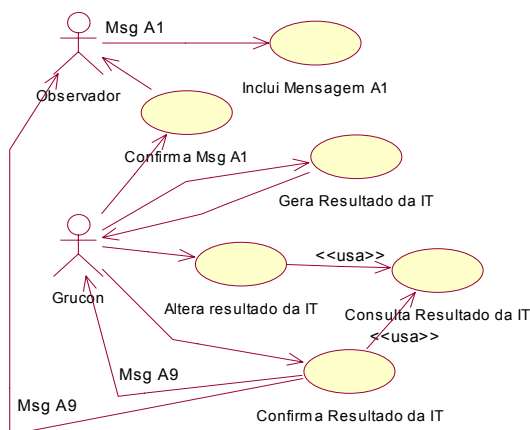 Msg A1
Observador
Inclui Mensagem A1
Confirma Msg A1
Gera Resultado da IT
<<usa>>
Grucon
Altera resultado da IT
Consulta Resultado da IT
<<usa>>
Msg A9
Msg A9
Confirma Resultado da IT